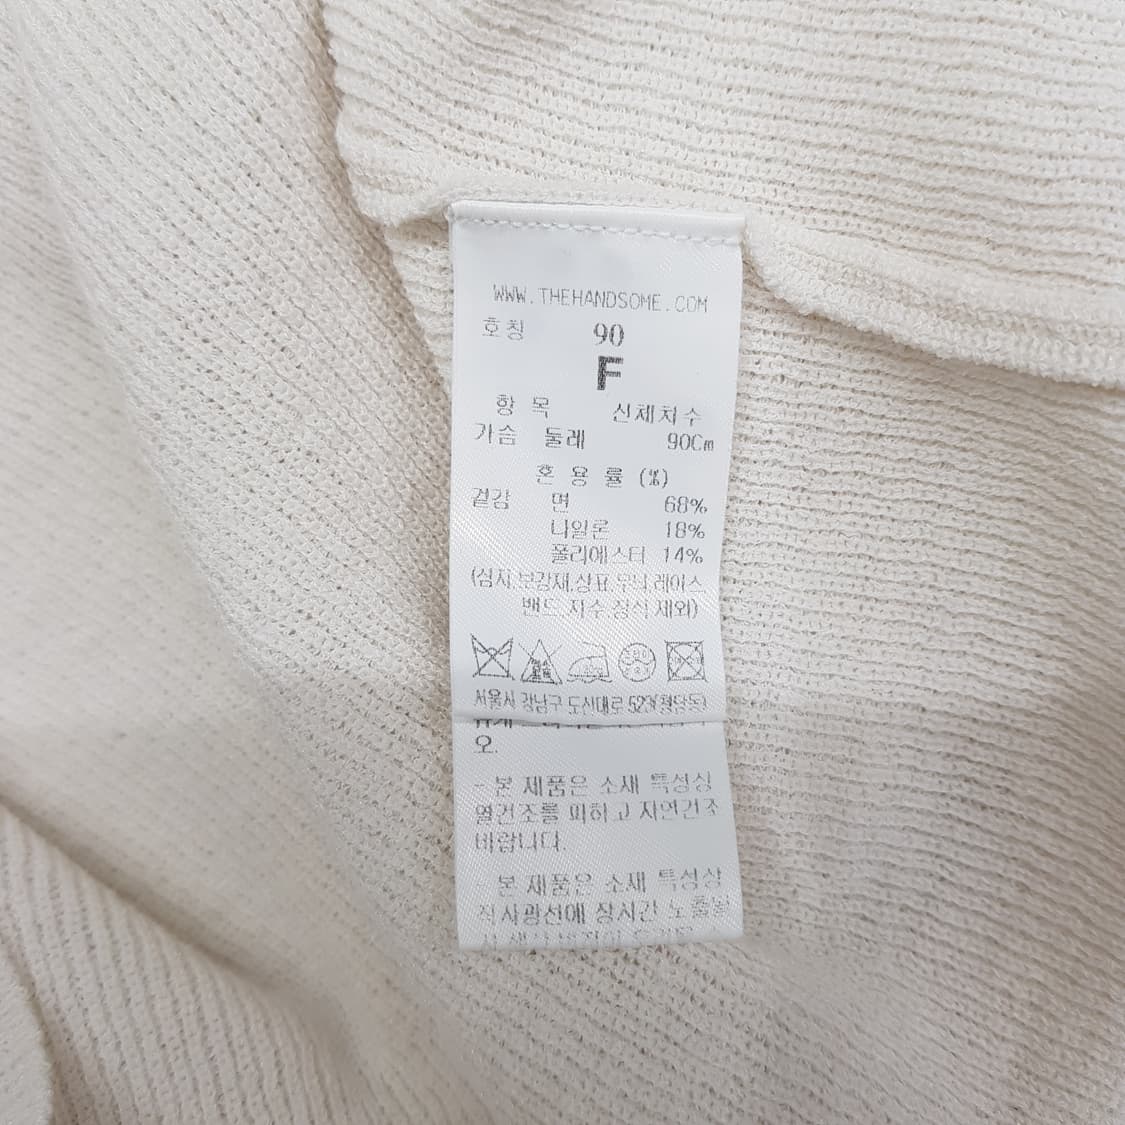 WWW.THEHANDSOME.COM
호칭 90
F
항 목 신체치수
가슴 둘레 90Cm
혼 용 률 (%)
겉감 면 68%
나일론 18%
폴리에스터 14%
(심지,보강재,상표,무늬,레이스
밴드,자수,장식 제외)
서울시 강남구 도산대로 523(청담동)
오.
- 본 제품은 소새 특성상
열건조를 피하고 자연건조
바랍니다.
- 본 제품은 소새 특성상
직사광선에 장시간 노출될